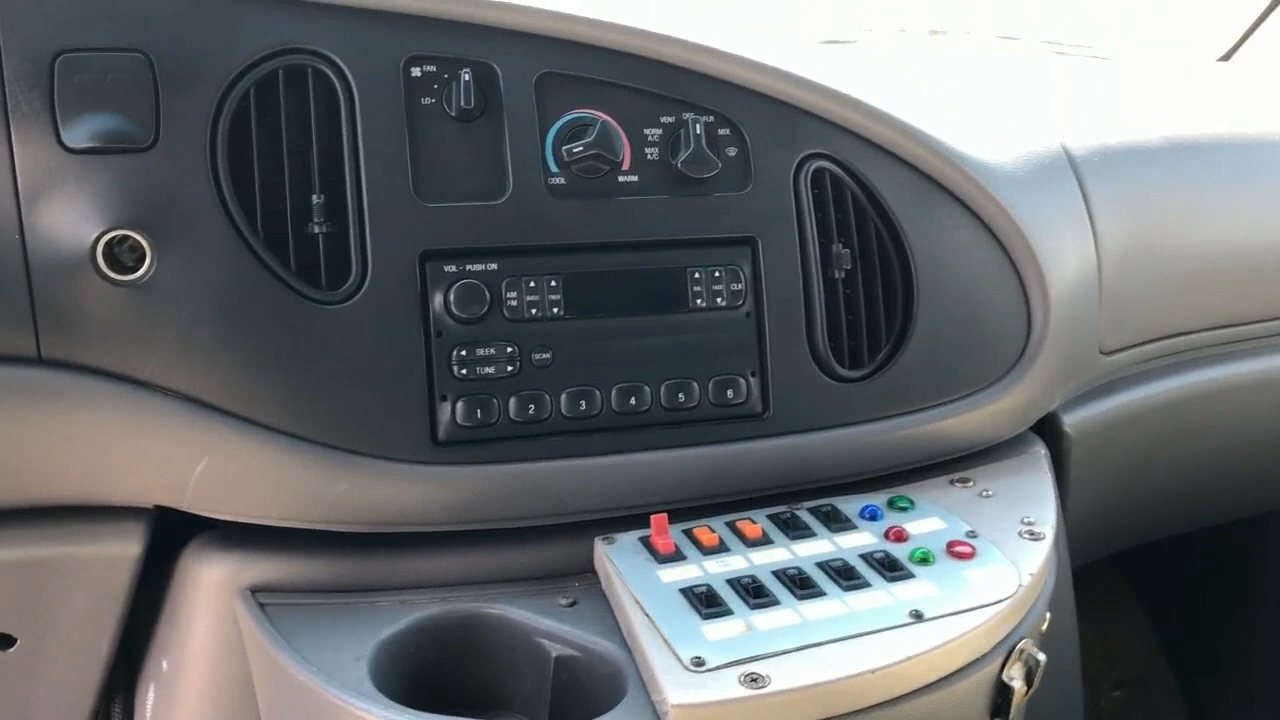 FAN
LO
COOL
WARM
VENT
OFF
FLR
MIX
NORM
A/C
MAX
A/C
VOL - PUSH ON
AM
FM
BASS
TREB
BAL
FADE
CLK
SEEK
SCAN
TUNE
1 2 3 4 5 6